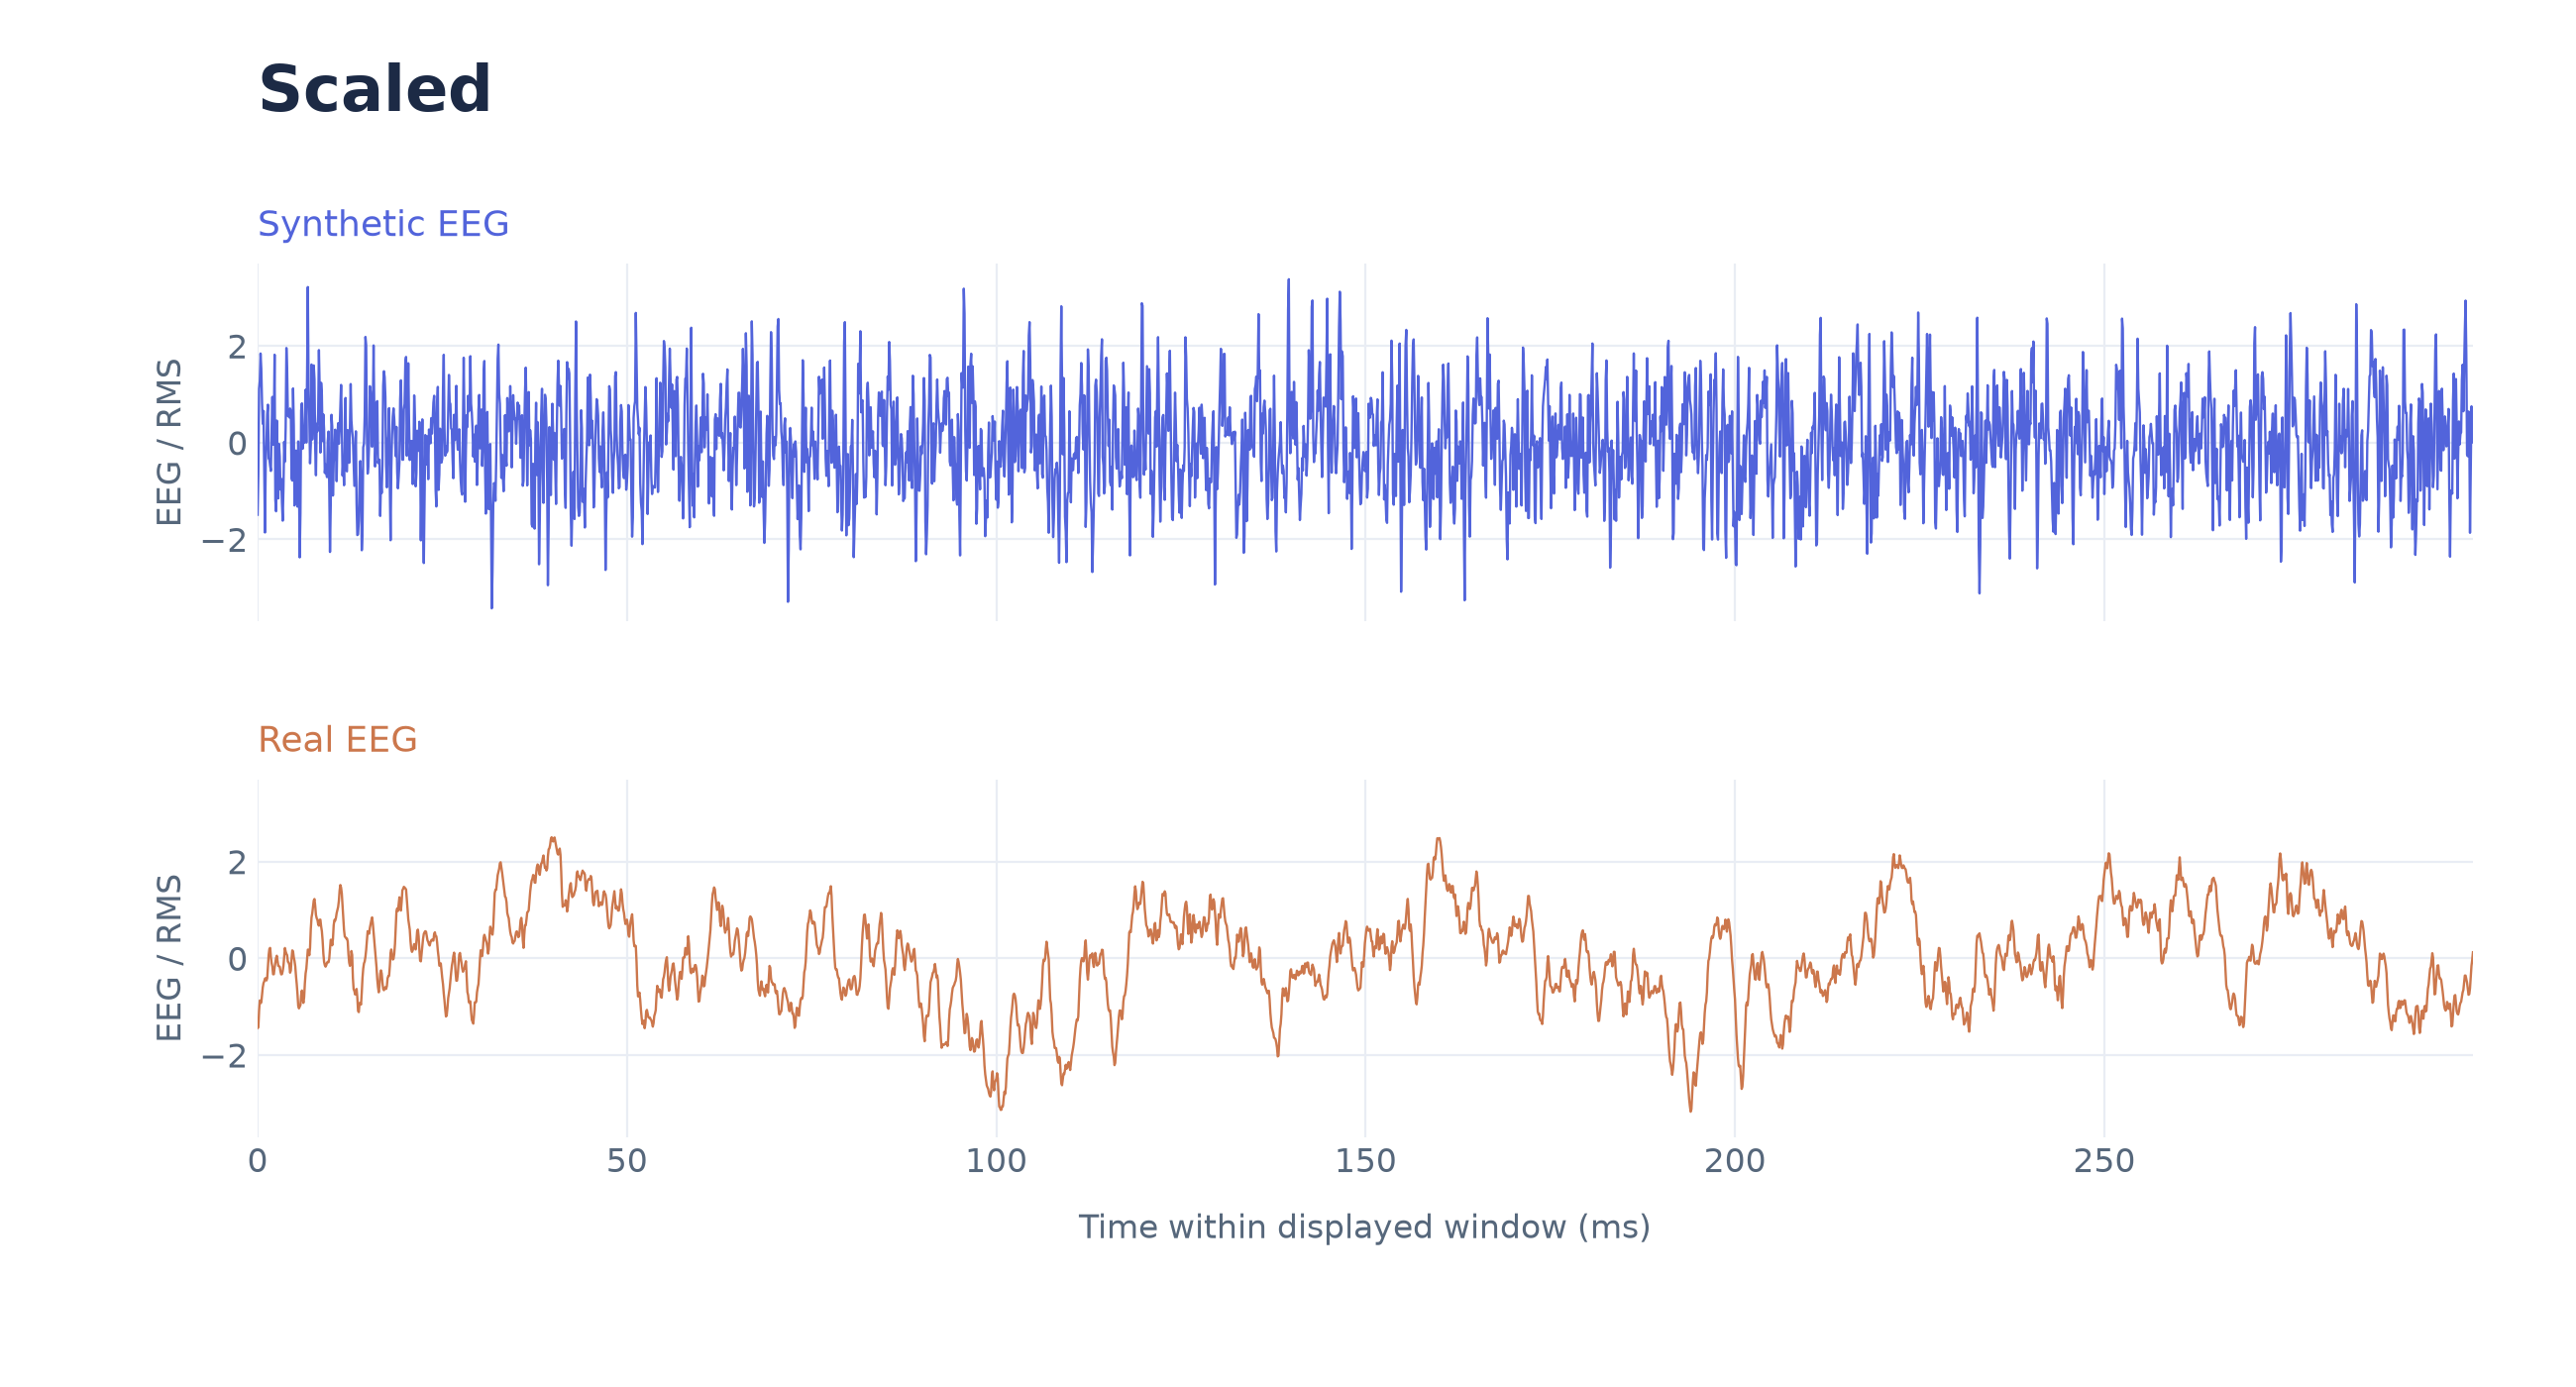 Scaled
Synthetic EEG
EEG / RMS
2
0
−2
Real EEG
EEG / RMS
2
0
−2
0 50 100 150 200 250
Time within displayed window (ms)